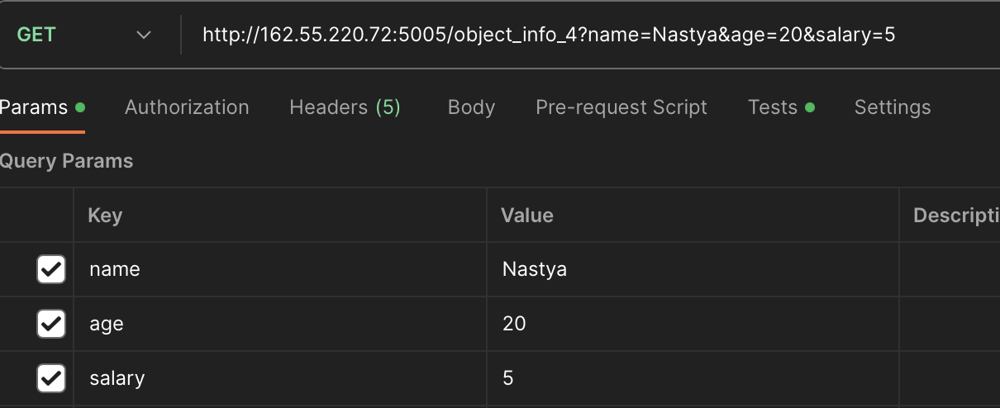 GET http://162.55.220.72:5005/object_info_4?name=Nastya&age=20&salary=5
Params Authorization Headers (5) Body Pre-request Script Tests Settings
Query Params
Key Value Descripti
name Nastya
age 20
salary 5